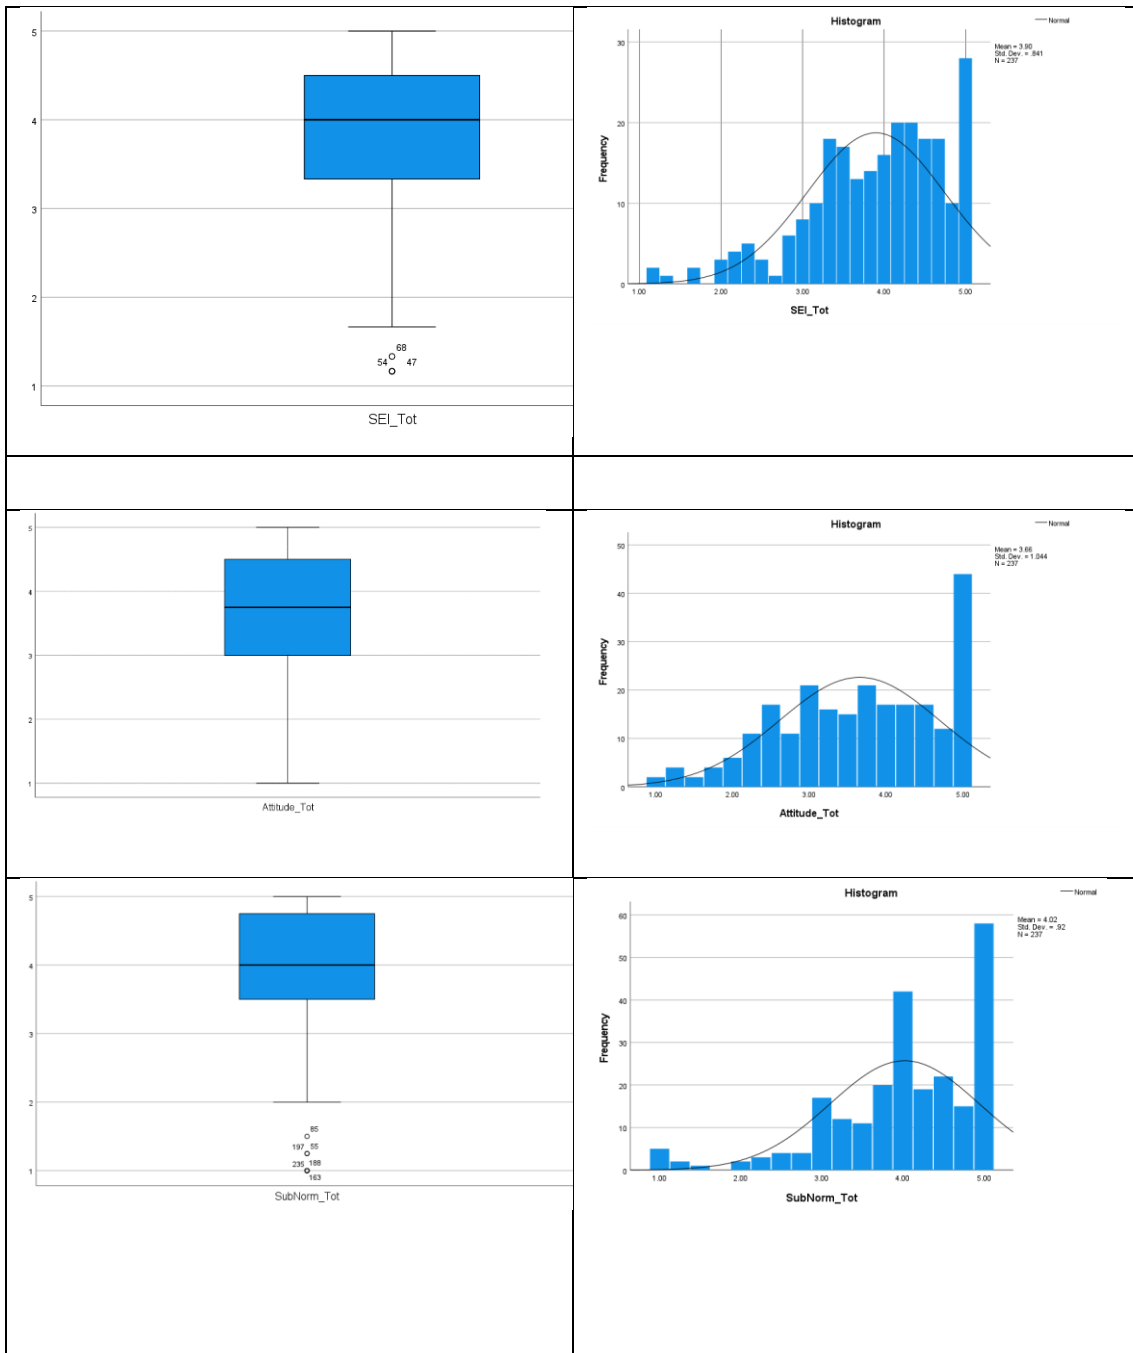 5
4
3
2
1
68
54 47
SEI_Tot
Histogram
Normal
Mean = 3.90
Std. Dev. = .841
N = 237
30
20
10
0
Frequency
1.00 2.00 3.00 4.00 5.00
SEI_Tot
5
4
3
2
1
Attitude_Tot
Histogram
Normal
Mean = 3.66
Std. Dev. = 1.044
N = 237
50
40
30
20
10
0
Frequency
1.00 2.00 3.00 4.00 5.00
Attitude_Tot
5
4
3
2
1
85
197 55
235 188
163
SubNorm_Tot
Histogram
Normal
Mean = 4.02
Std. Dev. = .92
N = 237
60
50
40
30
20
10
0
Frequency
1.00 2.00 3.00 4.00 5.00
SubNorm_Tot